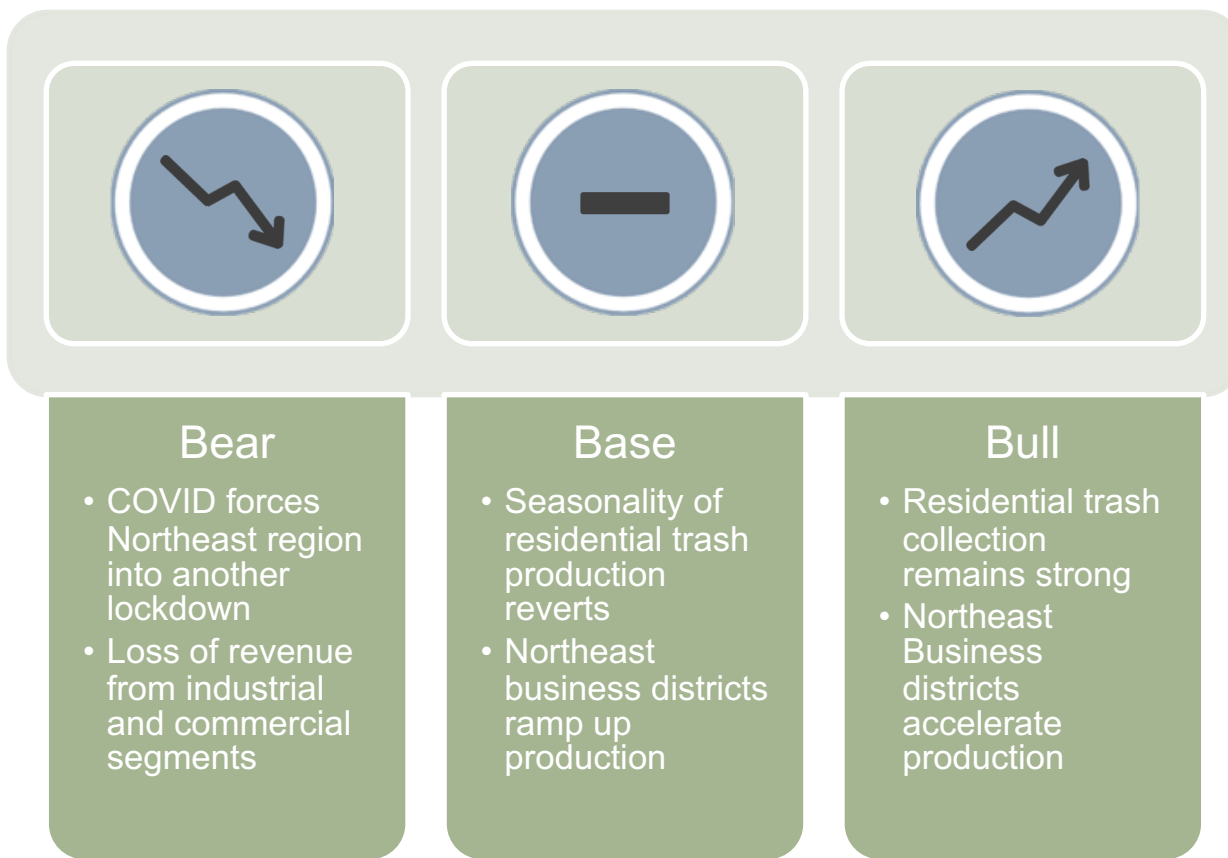 Bear
• COVID forces
Northeast region
into another
lockdown
• Loss of revenue
from industrial
and commercial
segments
Base
• Seasonality of
residential trash
production
reverts
• Northeast
business districts
ramp up
production
Bull
• Residential trash
collection
remains strong
• Northeast
Business
districts
accelerate
production